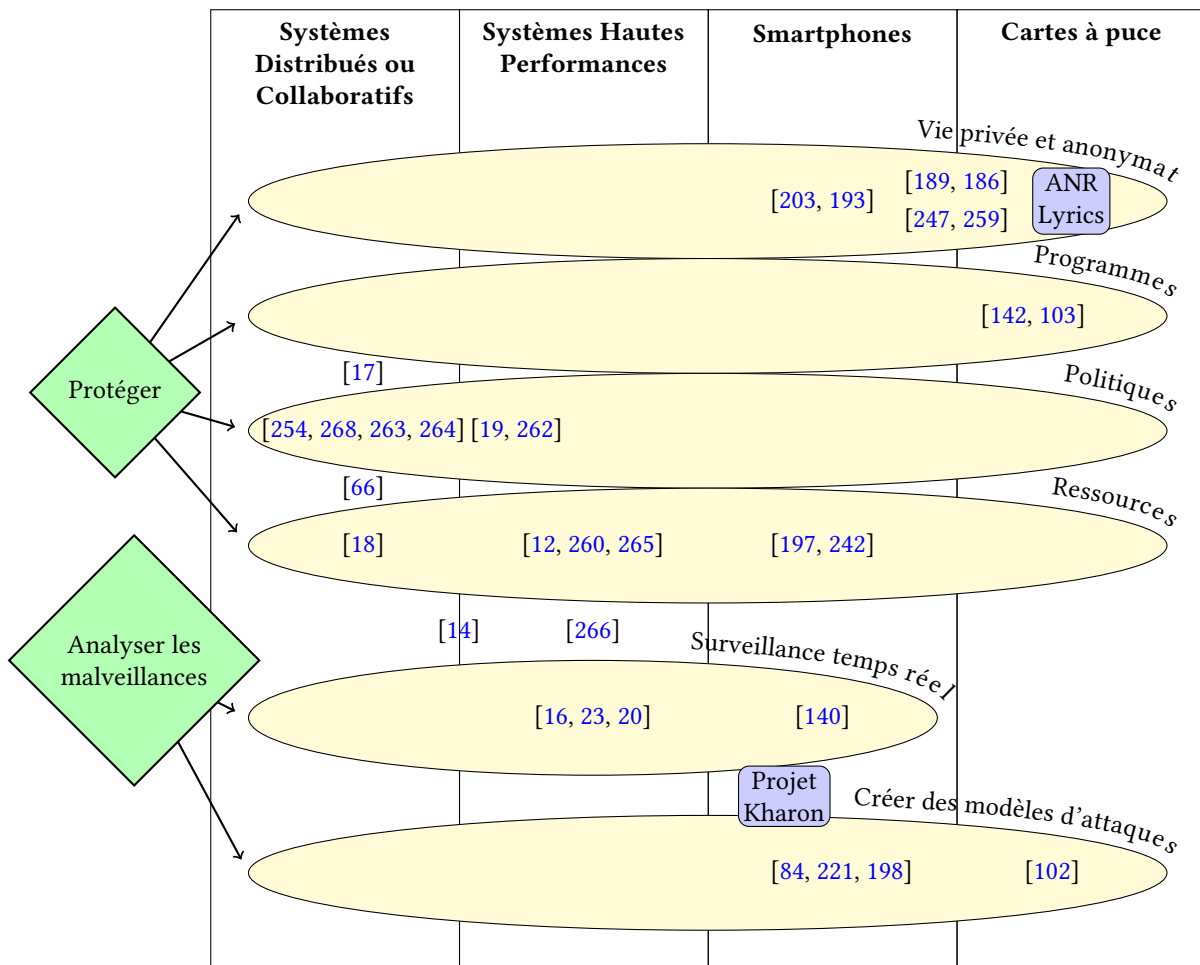 Systèmes
Distribués ou
Collaboratifs
Systèmes Hautes
Performances
Smartphones
Cartes à puce
Vie privée et anonymat
[203, 193]
[189, 186]
[247, 259]
ANR
Lyrics
Programmes
[142, 103]
Protéger
[17]
Politiques
[254, 268, 263, 264]
[19, 262]
[66]
Ressources
[18]
[12, 260, 265]
[197, 242]
Analyser les
malveillances
[14]
[266]
Surveillance temps réel
[16, 23, 20]
[140]
Projet
Kharon
Créer des modèles d'attaques
[84, 221, 198]
[102]